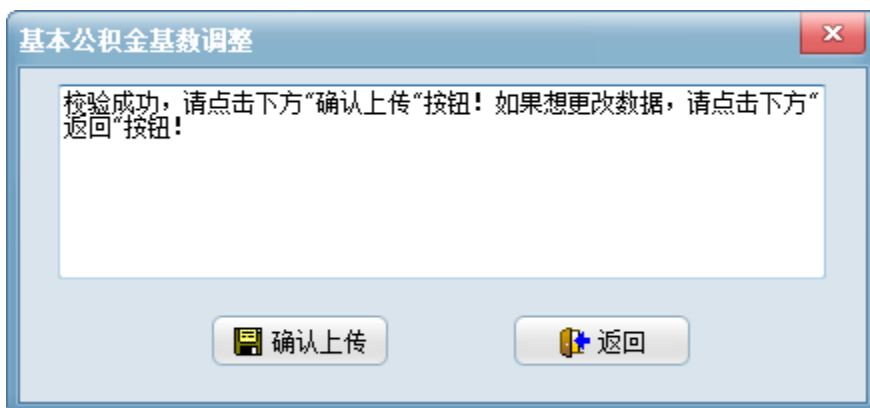 基本公积金基数调整
校验成功，请点击下方“确认上传“按钮！如果想更改数据，请点击下方“
返回“按钮！
确认上传
返回